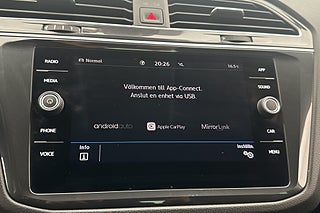 RADIO
Normal
20:26
16.5°C
APP
MEDIA
SOUND
Välkommen till App-Connect.
Anslut en enhet via USB.
androidauto
Apple CarPlay
MirrorLink
PHONE
CAR
VOICE
Info
Inställn.
MENU